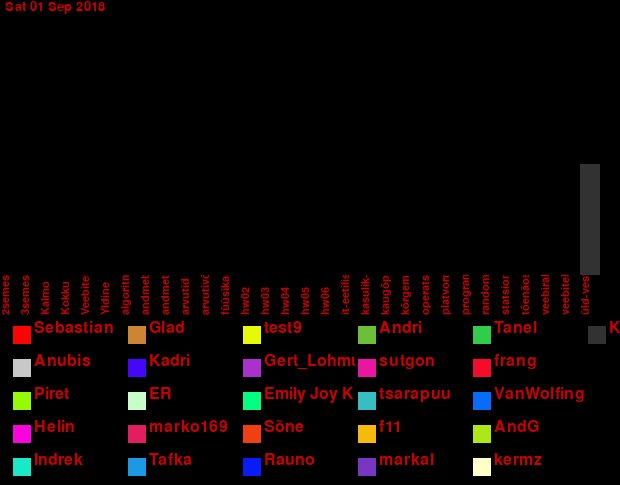 Sat 01 Sep 2018
2semes
3semes
Kalmo
Kokku
Veebite
Yldine
algoritn
andmet
andmet
arvutid
arvutivõ
füüsika
hw02
hw03
hw04
hw05
hw06
it-eetilis
kasulik-
kaugõp
kõrgem
operats
platvorr
progran
random
statsior
tõenäos
veebiral
veebitel
üld-ves
Sebastian Glad test9 Andri Tanel K
Anubis Kadri Gert_Lohmu sutgon frang
Piret ER Emily Joy K tsarapuu VanWolfing
Helin marko169 Sõne f11 AndG
Indrek Tafka Rauno markal kermz